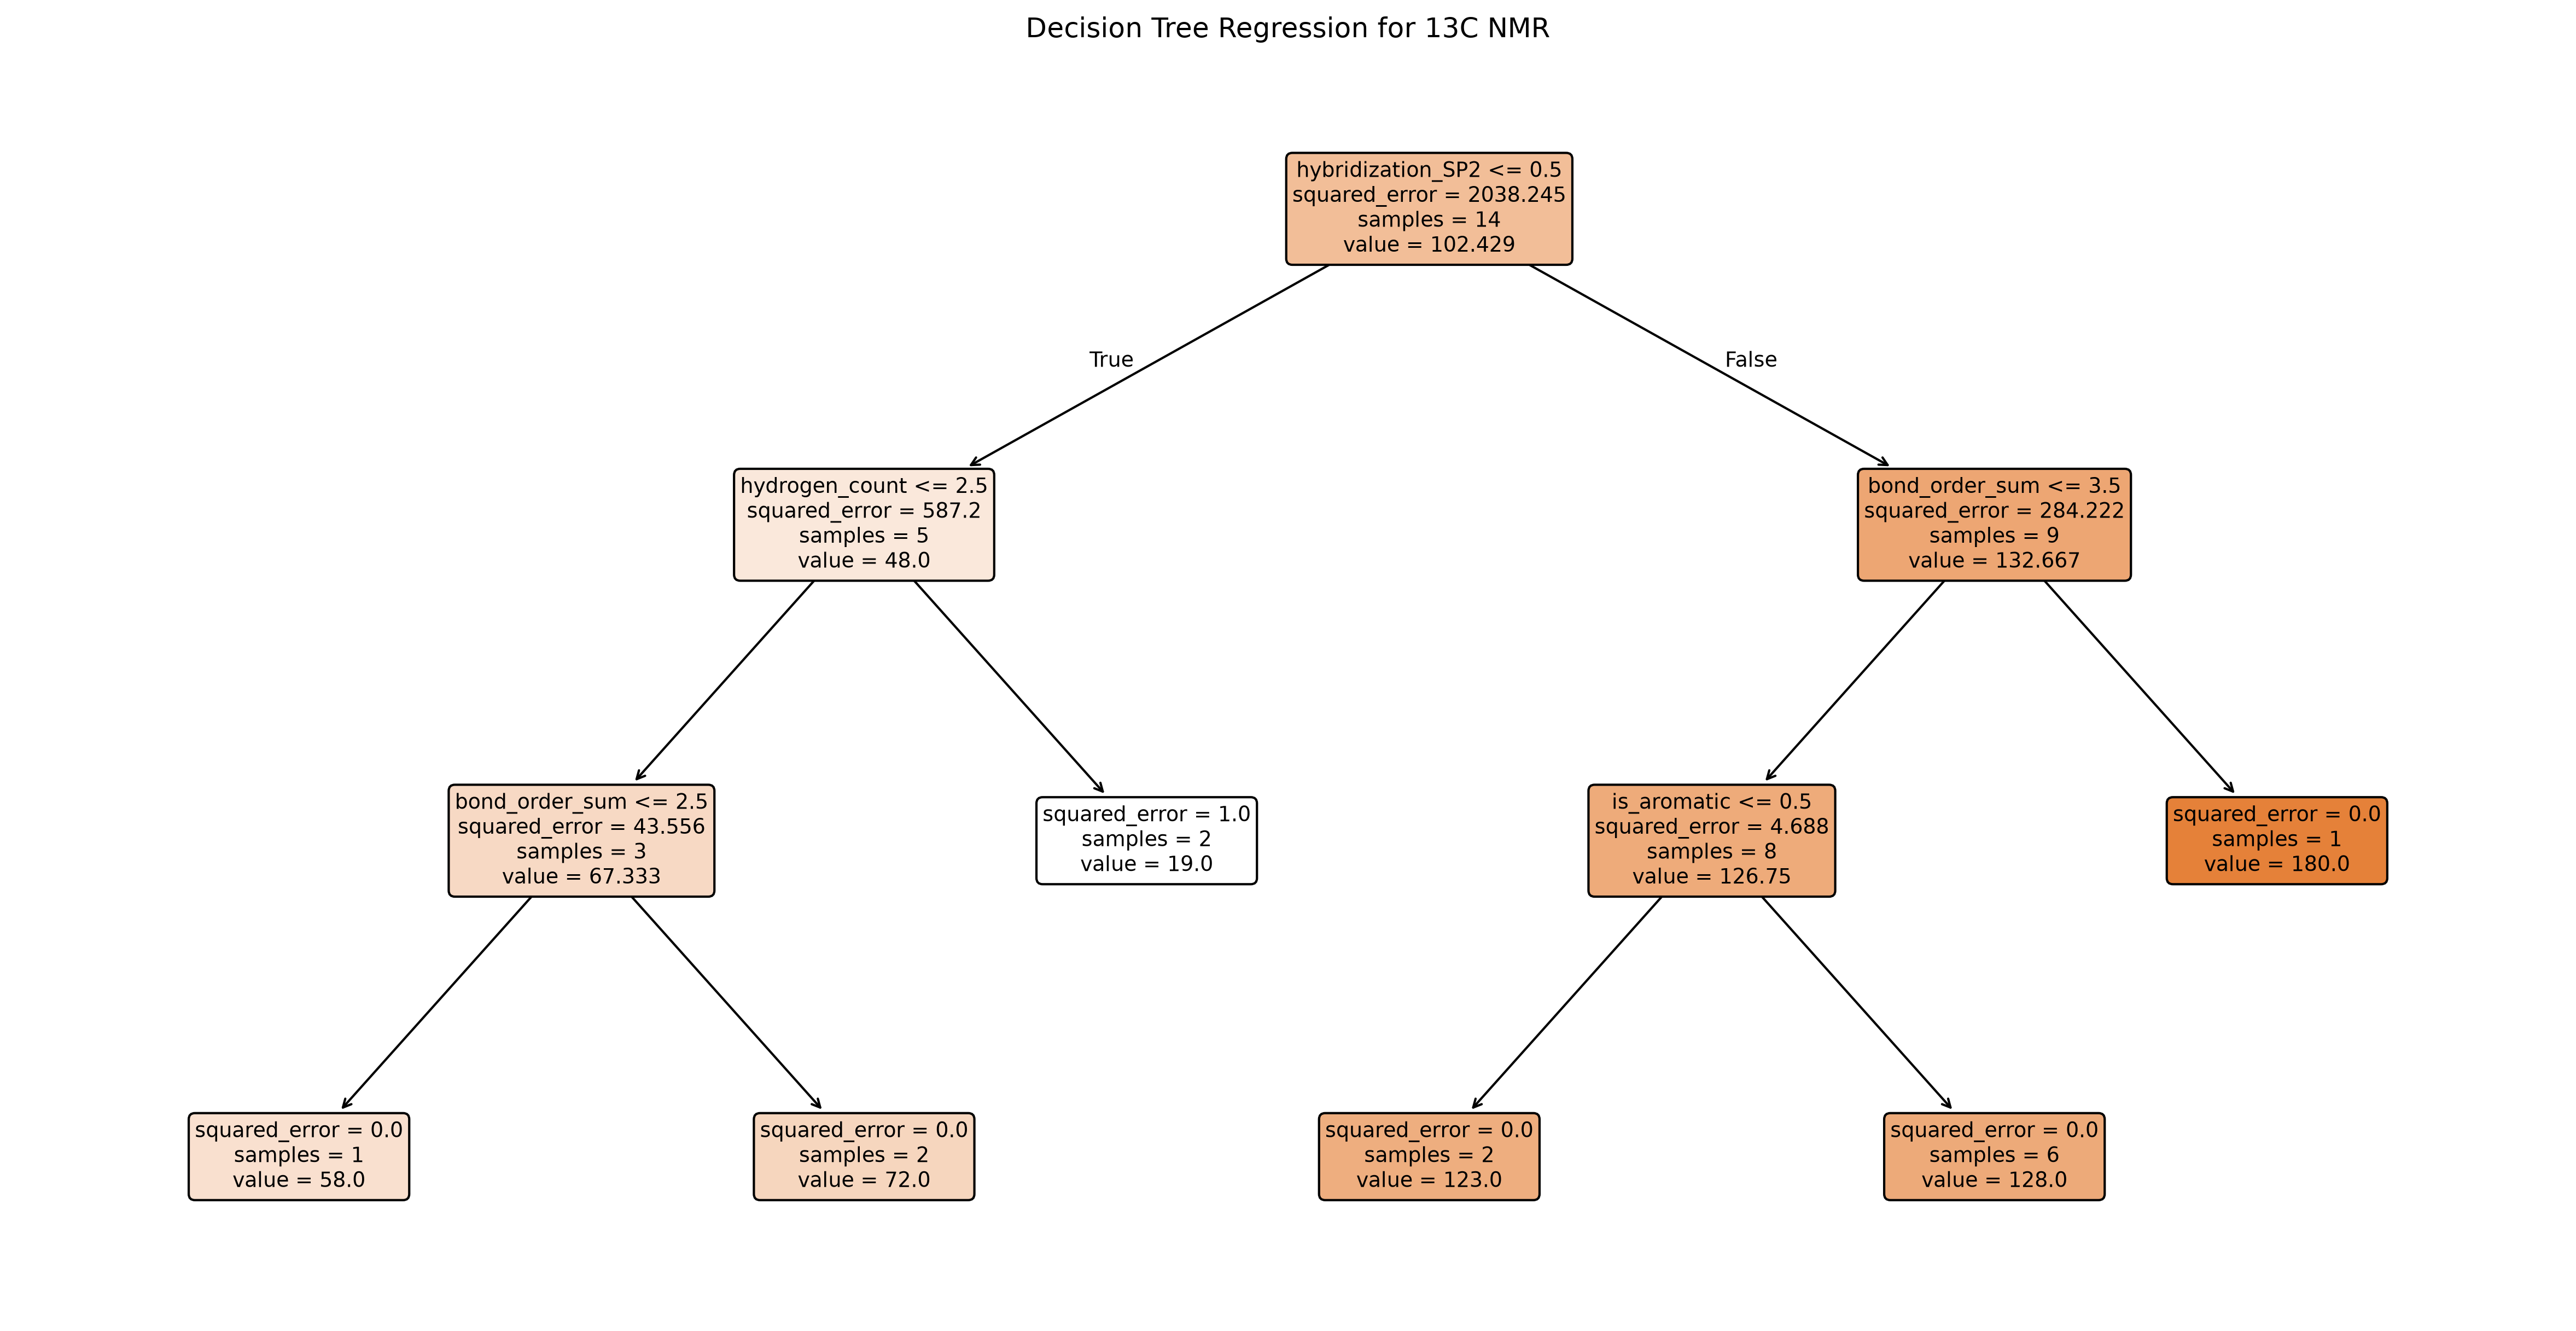 Decision Tree Regression for 13C NMR
hybridization_SP2 <= 0.5
squared_error = 2038.245
samples = 14
value = 102.429
True
False
hydrogen_count <= 2.5
squared_error = 587.2
samples = 5
value = 48.0
bond_order_sum <= 3.5
squared_error = 284.222
samples = 9
value = 132.667
bond_order_sum <= 2.5
squared_error = 43.556
samples = 3
value = 67.333
squared_error = 1.0
samples = 2
value = 19.0
is_aromatic <= 0.5
squared_error = 4.688
samples = 8
value = 126.75
squared_error = 0.0
samples = 1
value = 180.0
squared_error = 0.0
samples = 1
value = 58.0
squared_error = 0.0
samples = 2
value = 72.0
squared_error = 0.0
samples = 2
value = 123.0
squared_error = 0.0
samples = 6
value = 128.0